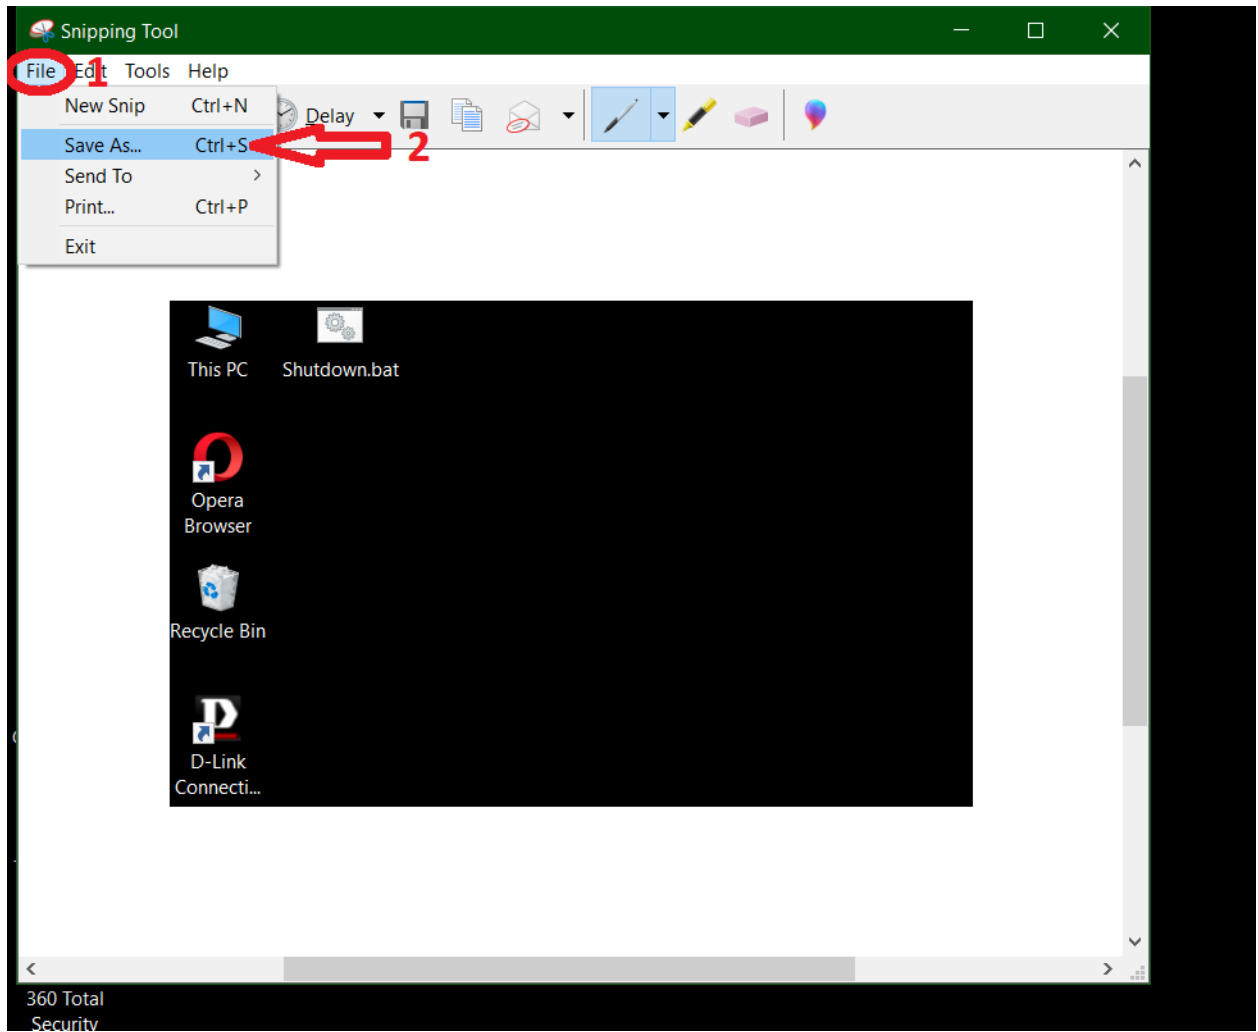 Snipping Tool
File Edit Tools Help
1
New Snip Ctrl+N
Delay
Save As... Ctrl+S
2
Send To
Print... Ctrl+P
Exit
This PC
Shutdown.bat
Opera
Browser
Recycle Bin
D-Link
Connecti...
360 Total
Security